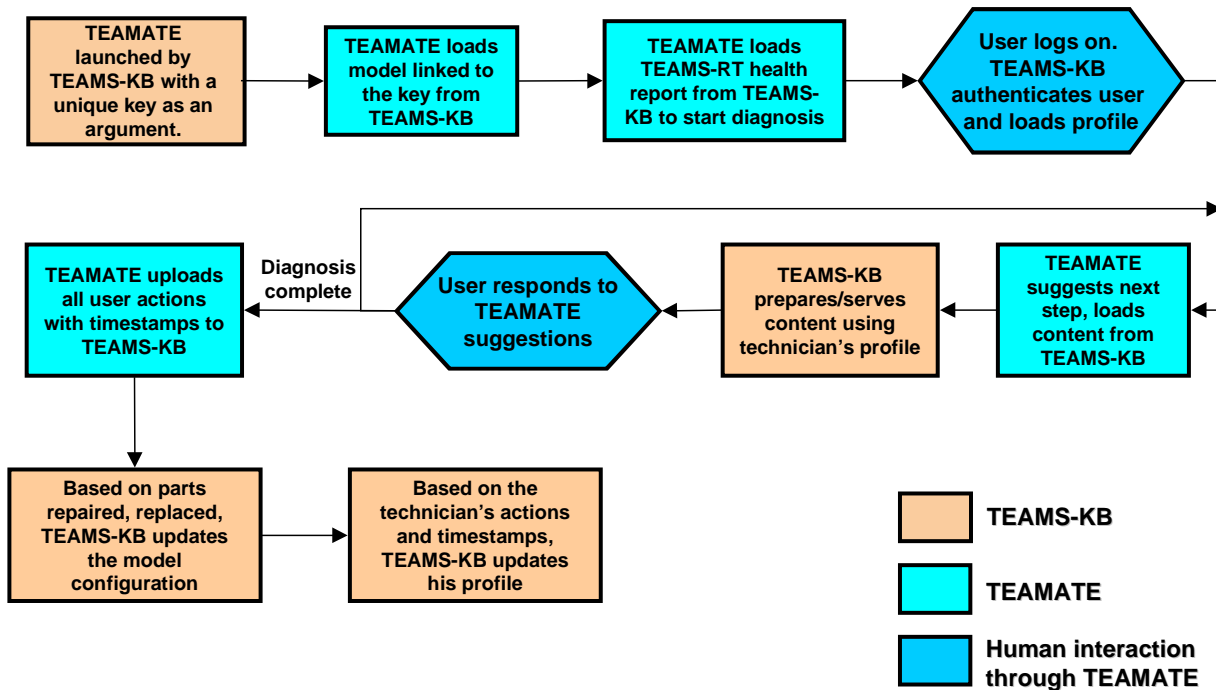 TEAMATE
launched by
TEAMS-KB with a
unique key as an
argument.
TEAMATE loads
model linked to
the key from
TEAMS-KB
TEAMATE loads
TEAMS-RT health
report from TEAMS-
KB to start diagnosis
User logs on.
TEAMS-KB
authenticates user
and loads profile
TEAMATE uploads
all user actions
with timestamps to
TEAMS-KB
Diagnosis
complete
User responds to
TEAMATE
suggestions
TEAMS-KB
prepares/serves
content using
technician’s profile
TEAMATE
suggests next
step, loads
content from
TEAMS-KB
Based on parts
repaired, replaced,
TEAMS-KB updates
the model
configuration
Based on the
technician’s actions
and timestamps,
TEAMS-KB updates
his profile
TEAMS-KB
TEAMATE
Human interaction
through TEAMATE